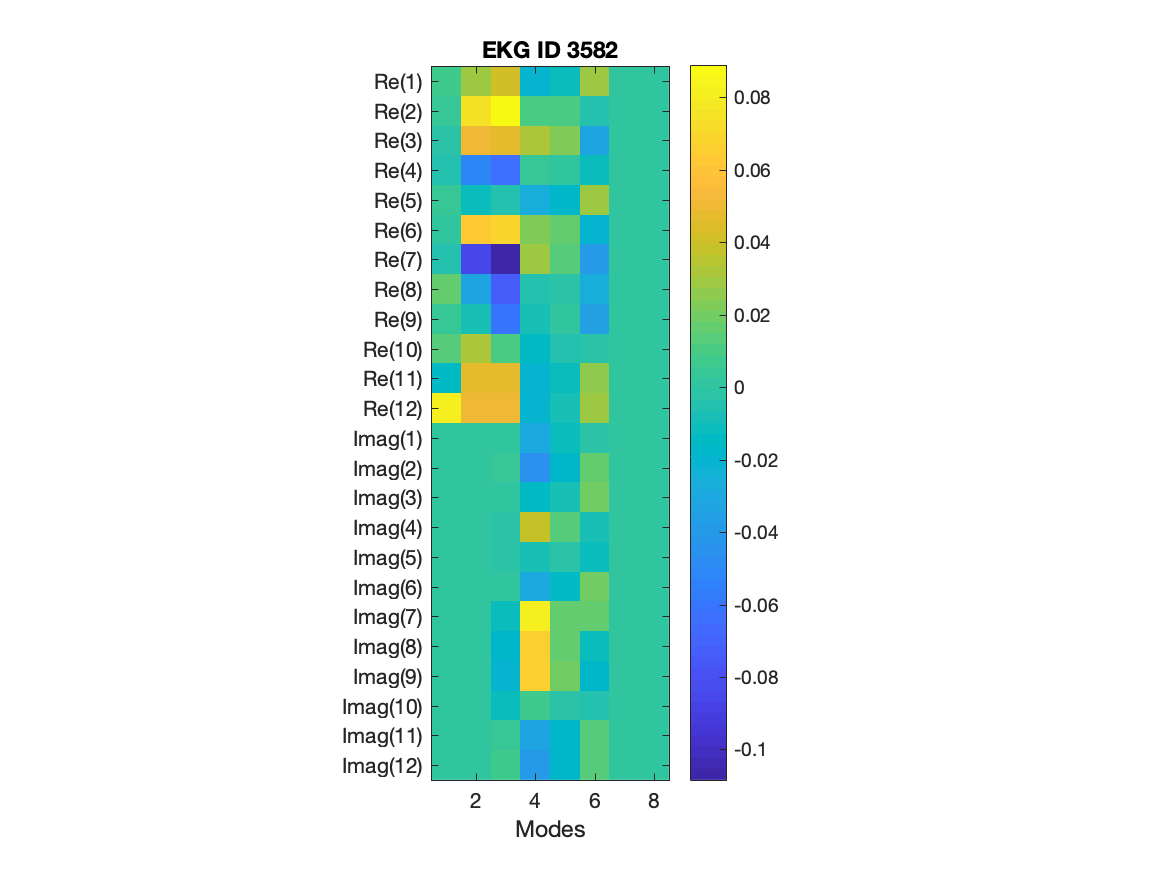 EKG ID 3582
Re(1)
Re(2)
Re(3)
Re(4)
Re(5)
Re(6)
Re(7)
Re(8)
Re(9)
Re(10)
Re(11)
Re(12)
Imag(1)
Imag(2)
Imag(3)
Imag(4)
Imag(5)
Imag(6)
Imag(7)
Imag(8)
Imag(9)
Imag(10)
Imag(11)
Imag(12)
2 4 6 8
Modes
0.08
0.06
0.04
0.02
0
-0.02
-0.04
-0.06
-0.08
-0.1